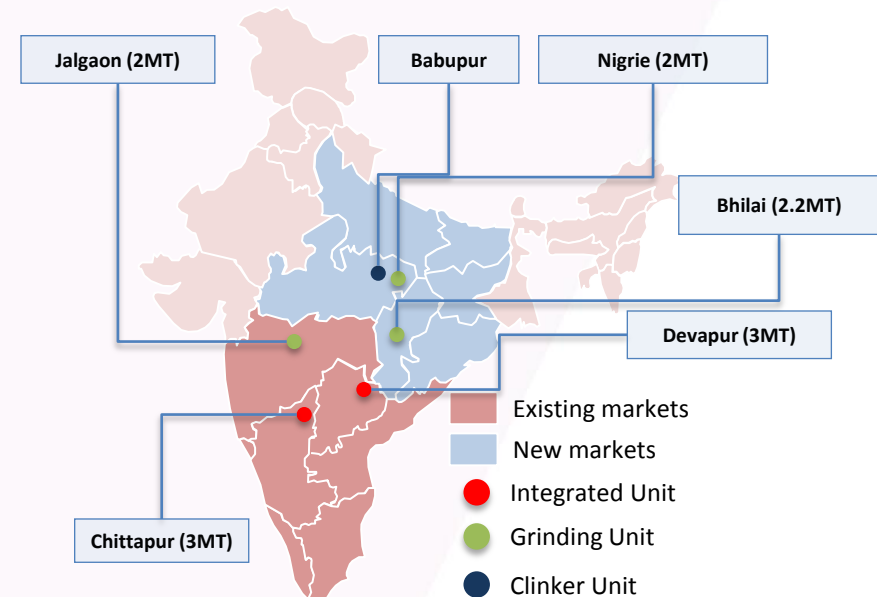 Jalgaon (2MT)
Babupur
Nigrie (2MT)
Bhilai (2.2MT)
Devapur (3MT)
Existing markets
New markets
Integrated Unit
Grinding Unit
Chittapur (3MT)
Clinker Unit